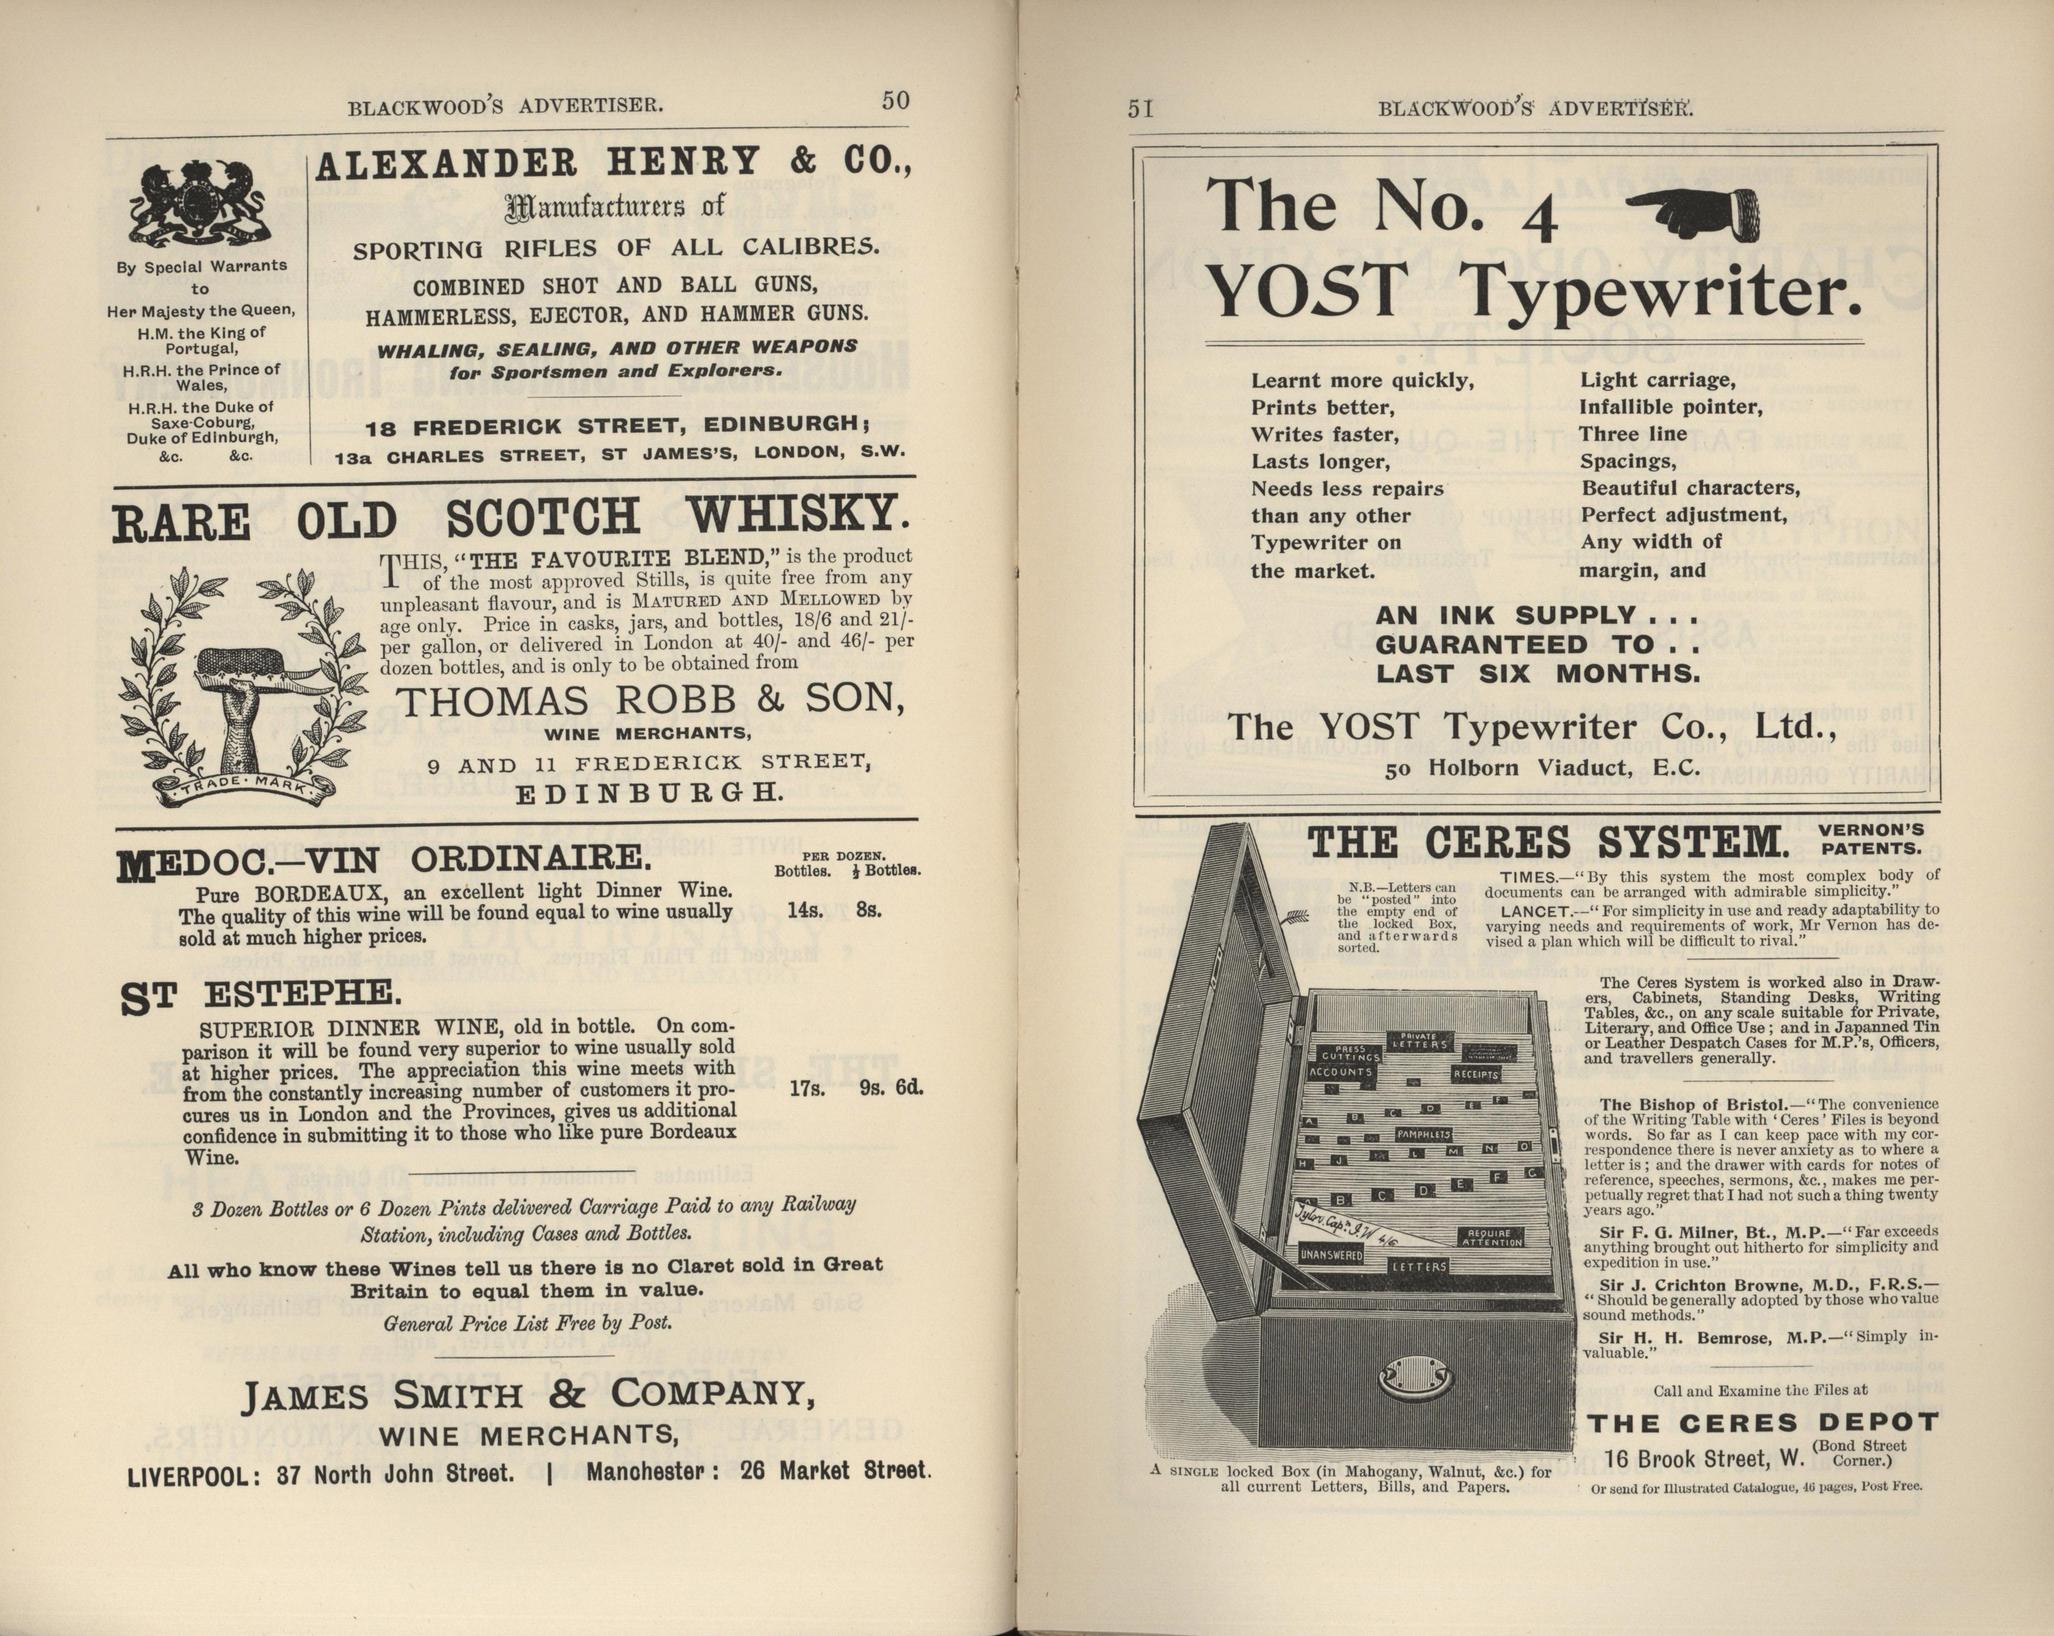 BLACKWOOD'S ADVERTISER. 50
By Special Warrants
to
Her Majesty the Queen,
H.M. the King of
Portugal,
H.R.H. the Prince of
Wales,
H.R.H. the Duke of
Saxe-Coburg,
Duke of Edinburgh,
&c. &c.
ALEXANDER HENRY & CO.,
Manufacturers of
SPORTING RIFLES OF ALL CALIBRES.
COMBINED SHOT AND BALL GUNS,
HAMMERLESS, EJECTOR, AND HAMMER GUNS.
WHALING, SEALING, AND OTHER WEAPONS
for Sportsmen and Explorers.
18 FREDERICK STREET, EDINBURGH;
13a CHARLES STREET, ST JAMES'S, LONDON, S.W.
RARE OLD SCOTCH WHISKY.
THIS, "THE FAVOURITE BLEND," is the product
of the most approved Stills, is quite free from any
unpleasant flavour, and is MATURED AND MELLOWED by
age only. Price in casks, jars, and bottles, 18/6 and 21/-
per gallon, or delivered in London at 40/- and 46/- per
dozen bottles, and is only to be obtained from
THOMAS ROBB & SON,
WINE MERCHANTS,
9 AND 11 FREDERICK STREET,
EDINBURGH.
TRADE · MARK
MEDOC.—VIN ORDINAIRE.
PER DOZEN.
Bottles. ½ Bottles.
Pure BORDEAUX, an excellent light Dinner Wine.
The quality of this wine will be found equal to wine usually 14s. 8s.
sold at much higher prices.
ST ESTEPHE.
SUPERIOR DINNER WINE, old in bottle. On com-
parison it will be found very superior to wine usually sold
at higher prices. The appreciation this wine meets with
from the constantly increasing number of customers it pro- 17s. 9s. 6d.
cures us in London and the Provinces, gives us additional
confidence in submitting it to those who like pure Bordeaux
Wine.
3 Dozen Bottles or 6 Dozen Pints delivered Carriage Paid to any Railway
Station, including Cases and Bottles.
All who know these Wines tell us there is no Claret sold in Great
Britain to equal them in value.
General Price List Free by Post.
JAMES SMITH & COMPANY,
WINE MERCHANTS,
LIVERPOOL: 37 North John Street. | Manchester: 26 Market Street.
51 BLACKWOOD'S ADVERTISER.
The No. 4
YOST Typewriter.
Learnt more quickly,
Prints better,
Writes faster,
Lasts longer,
Needs less repairs
than any other
Typewriter on
the market.
Light carriage,
Infallible pointer,
Three line
Spacings,
Beautiful characters,
Perfect adjustment,
Any width of
margin, and
AN INK SUPPLY . . .
GUARANTEED TO . .
LAST SIX MONTHS.
The YOST Typewriter Co., Ltd.,
50 Holborn Viaduct, E.C.
THE CERES SYSTEM. VERNON'S
PATENTS.
N.B.—Letters can
be "posted" into
the empty end of
the locked Box,
and afterwards
sorted.
TIMES.—"By this system the most complex body of
documents can be arranged with admirable simplicity."
LANCET.—"For simplicity in use and ready adaptability to
varying needs and requirements of work, Mr Vernon has de-
vised a plan which will be difficult to rival."
The Ceres System is worked also in Draw-
ers, Cabinets, Standing Desks, Writing
Tables, &c., on any scale suitable for Private,
Literary, and Office Use; and in Japanned Tin
or Leather Despatch Cases for M.P.'s, Officers,
and travellers generally.
The Bishop of Bristol.—"The convenience
of the Writing Table with 'Ceres' Files is beyond
words. So far as I can keep pace with my cor-
respondence there is never anxiety as to where a
letter is; and the drawer with cards for notes of
reference, speeches, sermons, &c., makes me per-
petually regret that I had not such a thing twenty
years ago."
Sir F. G. Milner, Bt., M.P.—"Far exceeds
anything brought out hitherto for simplicity and
expedition in use."
Sir J. Crichton Browne, M.D., F.R.S.—
"Should be generally adopted by those who value
sound methods."
Sir H. H. Bemrose, M.P.—"Simply in-
valuable."
Call and Examine the Files at
THE CERES DEPOT
16 Brook Street, W. (Bond Street
Corner.)
Or send for Illustrated Catalogue, 46 pages, Post Free.
PRIVATE
LETTERS
PRESS
CUTTINGS
ACCOUNTS
RECEIPTS
A B C D E F
PAMPHLETS
H J L M N O
A B C D E F G
Tylor. Capn. J. W 4/6
REQUIRE
ATTENTION
UNANSWERED
LETTERS
A SINGLE locked Box (in Mahogany, Walnut, &c.) for
all current Letters, Bills, and Papers.